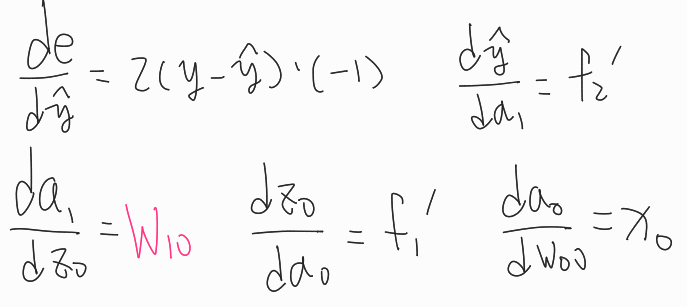 de/dŷ = 2(y-ŷ)·(-1)   dŷ/da₁ = f₂′
da₁/dz₀ = W₁₀   dz₀/da₀ = f₁′   da₀/dw₀₀ = x₀